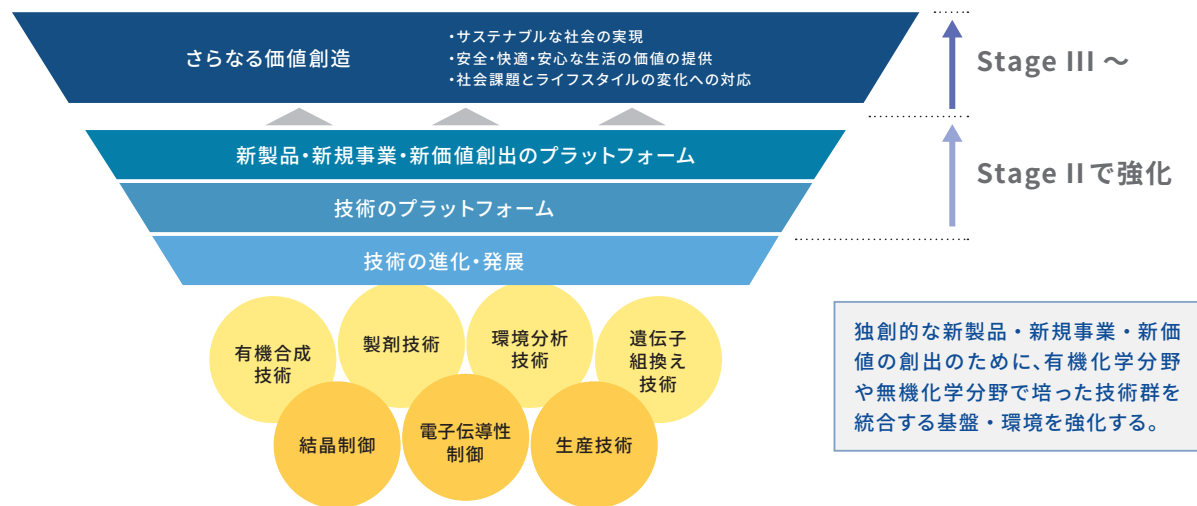 さらなる価値創造
・サステナブルな社会の実現
・安全・快適・安心な生活の価値の提供
・社会課題とライフスタイルの変化への対応
Stage III ～
新製品・新規事業・新価値創出のプラットフォーム
技術のプラットフォーム
Stage IIで強化
技術の進化・発展
有機合成
技術
製剤技術
環境分析
技術
遺伝子
組換え
技術
結晶制御
電子伝導性
制御
生産技術
独創的な新製品・新規事業・新価
値の創出のために、有機化学分野
や無機化学分野で培った技術群を
統合する基盤・環境を強化する。